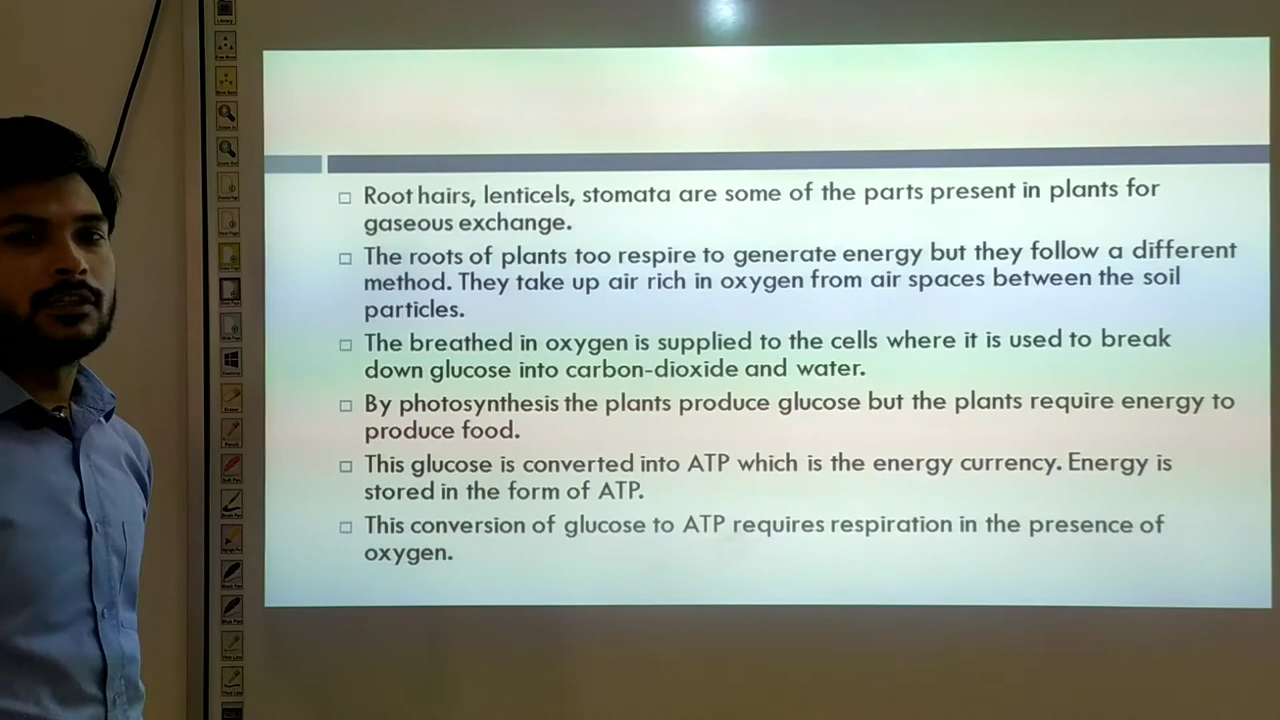 Root hairs, lenticels, stomata are some of the parts present in plants for
gaseous exchange.
The roots of plants too respire to generate energy but they follow a different
method. They take up air rich in oxygen from air spaces between the soil
particles.
The breathed in oxygen is supplied to the cells where it is used to break
down glucose into carbon-dioxide and water.
By photosynthesis the plants produce glucose but the plants require energy to
produce food.
This glucose is converted into ATP which is the energy currency. Energy is
stored in the form of ATP.
This conversion of glucose to ATP requires respiration in the presence of
oxygen.